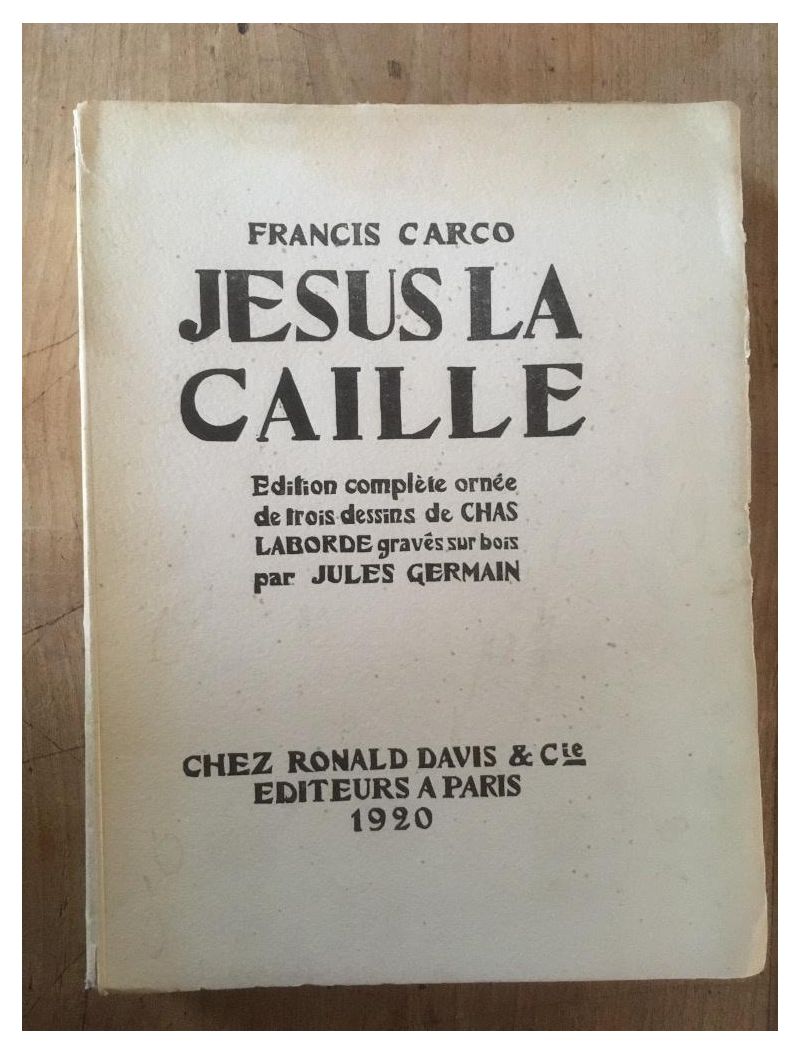 FRANCIS CARCO
JESUS LA
CAILLE
Edition complète ornée
de trois dessins de CHAS
LABORDE gravés sur bois
par JULES GERMAIN
CHEZ RONALD DAVIS & Cie
EDITEURS A PARIS
1920